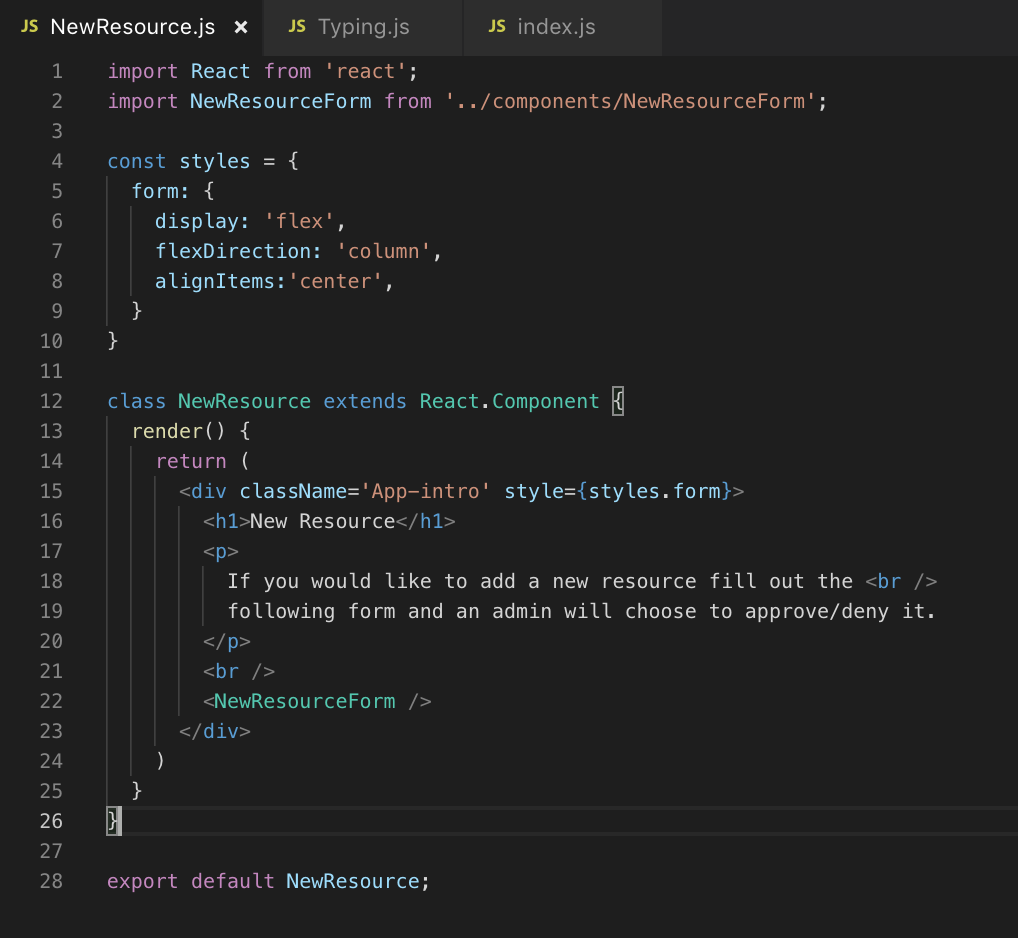 JS NewResource.js × JS Typing.js JS index.js
1 import React from 'react';
2 import NewResourceForm from '../components/NewResourceForm';
3
4 const styles = {
5   form: {
6     display: 'flex',
7     flexDirection: 'column',
8     alignItems:'center',
9   }
10 }
11
12 class NewResource extends React.Component {
13   render() {
14     return (
15       <div className='App-intro' style={styles.form}>
16         <h1>New Resource</h1>
17         <p>
18           If you would like to add a new resource fill out the <br />
19           following form and an admin will choose to approve/deny it.
20         </p>
21         <br />
22         <NewResourceForm />
23       </div>
24     )
25   }
26 }
27
28 export default NewResource;